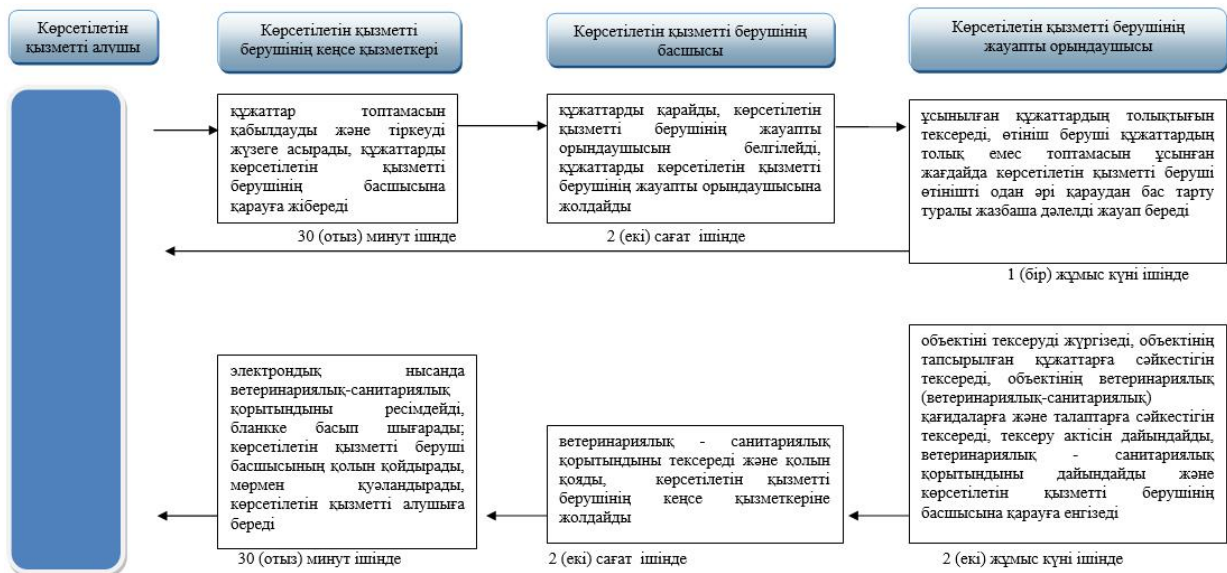 Көрсетілетін
қызметті алушы
Көрсетілетін қызметті
берушінің кеңсе қызметкері
Көрсетілетін қызметті берушінің
басшысы
Көрсетілетін қызметті берушінің
жауапты орындаушысы
құжаттар топтамасын
қабылдауды және тіркеуді
жүзеге асырады, құжаттарды
көрсетілетін қызметті
берушінің басшысына
қарауға жібереді
30 (отыз) минут ішнде
құжаттарды қарайды, көрсетілетін
қызметті берушінің жауапты
орындаушысын белгілейді,
құжаттарды көрсетілетін қызметті
берушінің жауапты орындаушысына
жолдайды
2 (екі) сағат ішінде
ұсынылған құжаттардың толықтығын
тексереді, өтініш беруші құжаттардың
толық емес топтамасын ұсынған
жағдайда көрсетілетін қызметті беруші
өтінішті одан әрі қараудан бас тарту
туралы жазбаша дәлелді жауап береді
1 (бір) жұмыс күні ішінде
электрондық нысанда
ветеринариялық-санитариялық
қорытындыны ресімдейді,
бланкке басып шығарады;
көрсетілетін қызметті беруші
басшысының қолын қойдырады,
мөрмен куәландырады,
көрсетілетін қызметті алушыға
береді
30 (отыз) минут ішінде
ветеринариялық - санитариялық
қорытындыны тексереді және қолын
қояды, көрсетілетін қызметті
берушінің кеңсе қызметкеріне
жолдайды
2 (екі) сағат ішінде
объектіні тексеруді жүргізеді, объектінің
тапсырылған құжаттарға сәйкестігін
тексереді, объектінің ветеринариялық
(ветеринариялық-санитариялық)
қағидаларға және талаптарға сәйкестігін
тексереді, тексеру актісін дайындайды,
ветеринариялық - санитариялық
қорытындыны дайындайды және
көрсетілетін қызметті берушінің
басшысына қарауға енгізеді
2 (екі) жұмыс күні ішінде